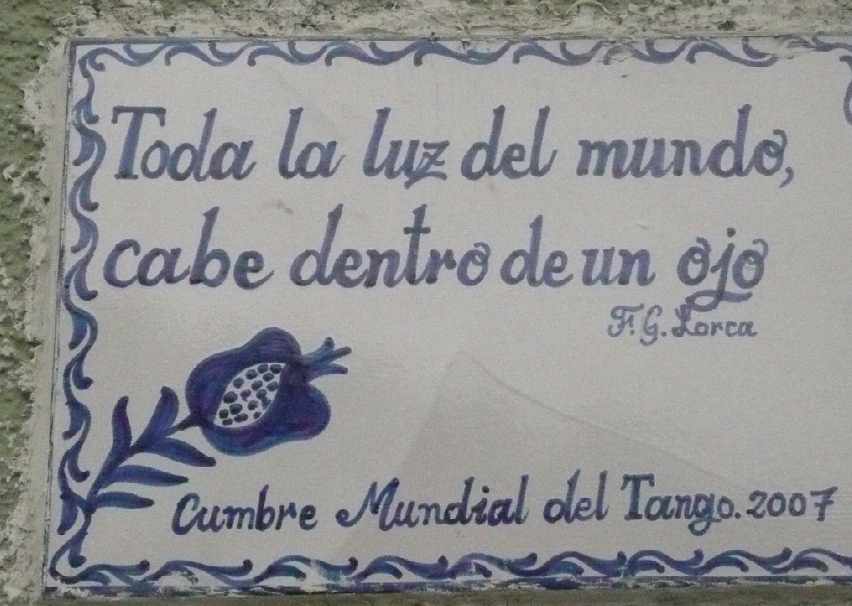 Toda la luz del mundo,
cabe dentro de un ojo
F. G. Lorca
Cumbre Mundial del Tango. 2007